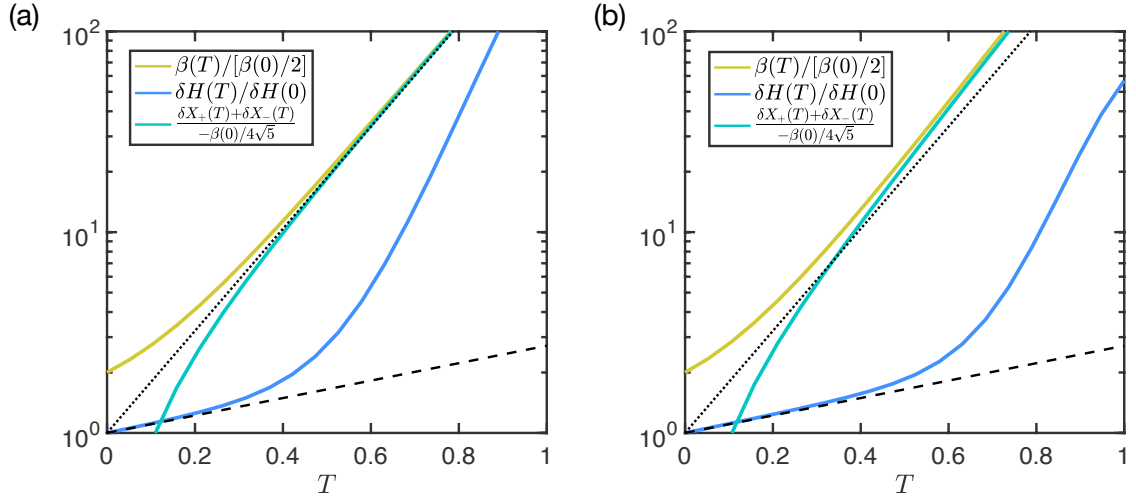 (a)
10^2
10^1
10^0
β(T)/[β(0)/2]
δH(T)/δH(0)
δX_+(T)+δX_-(T)
-β(0)/4√5
0 0.2 0.4 0.6 0.8 1
T
(b)
10^2
10^1
10^0
β(T)/[β(0)/2]
δH(T)/δH(0)
δX_+(T)+δX_-(T)
-β(0)/4√5
0 0.2 0.4 0.6 0.8 1
T